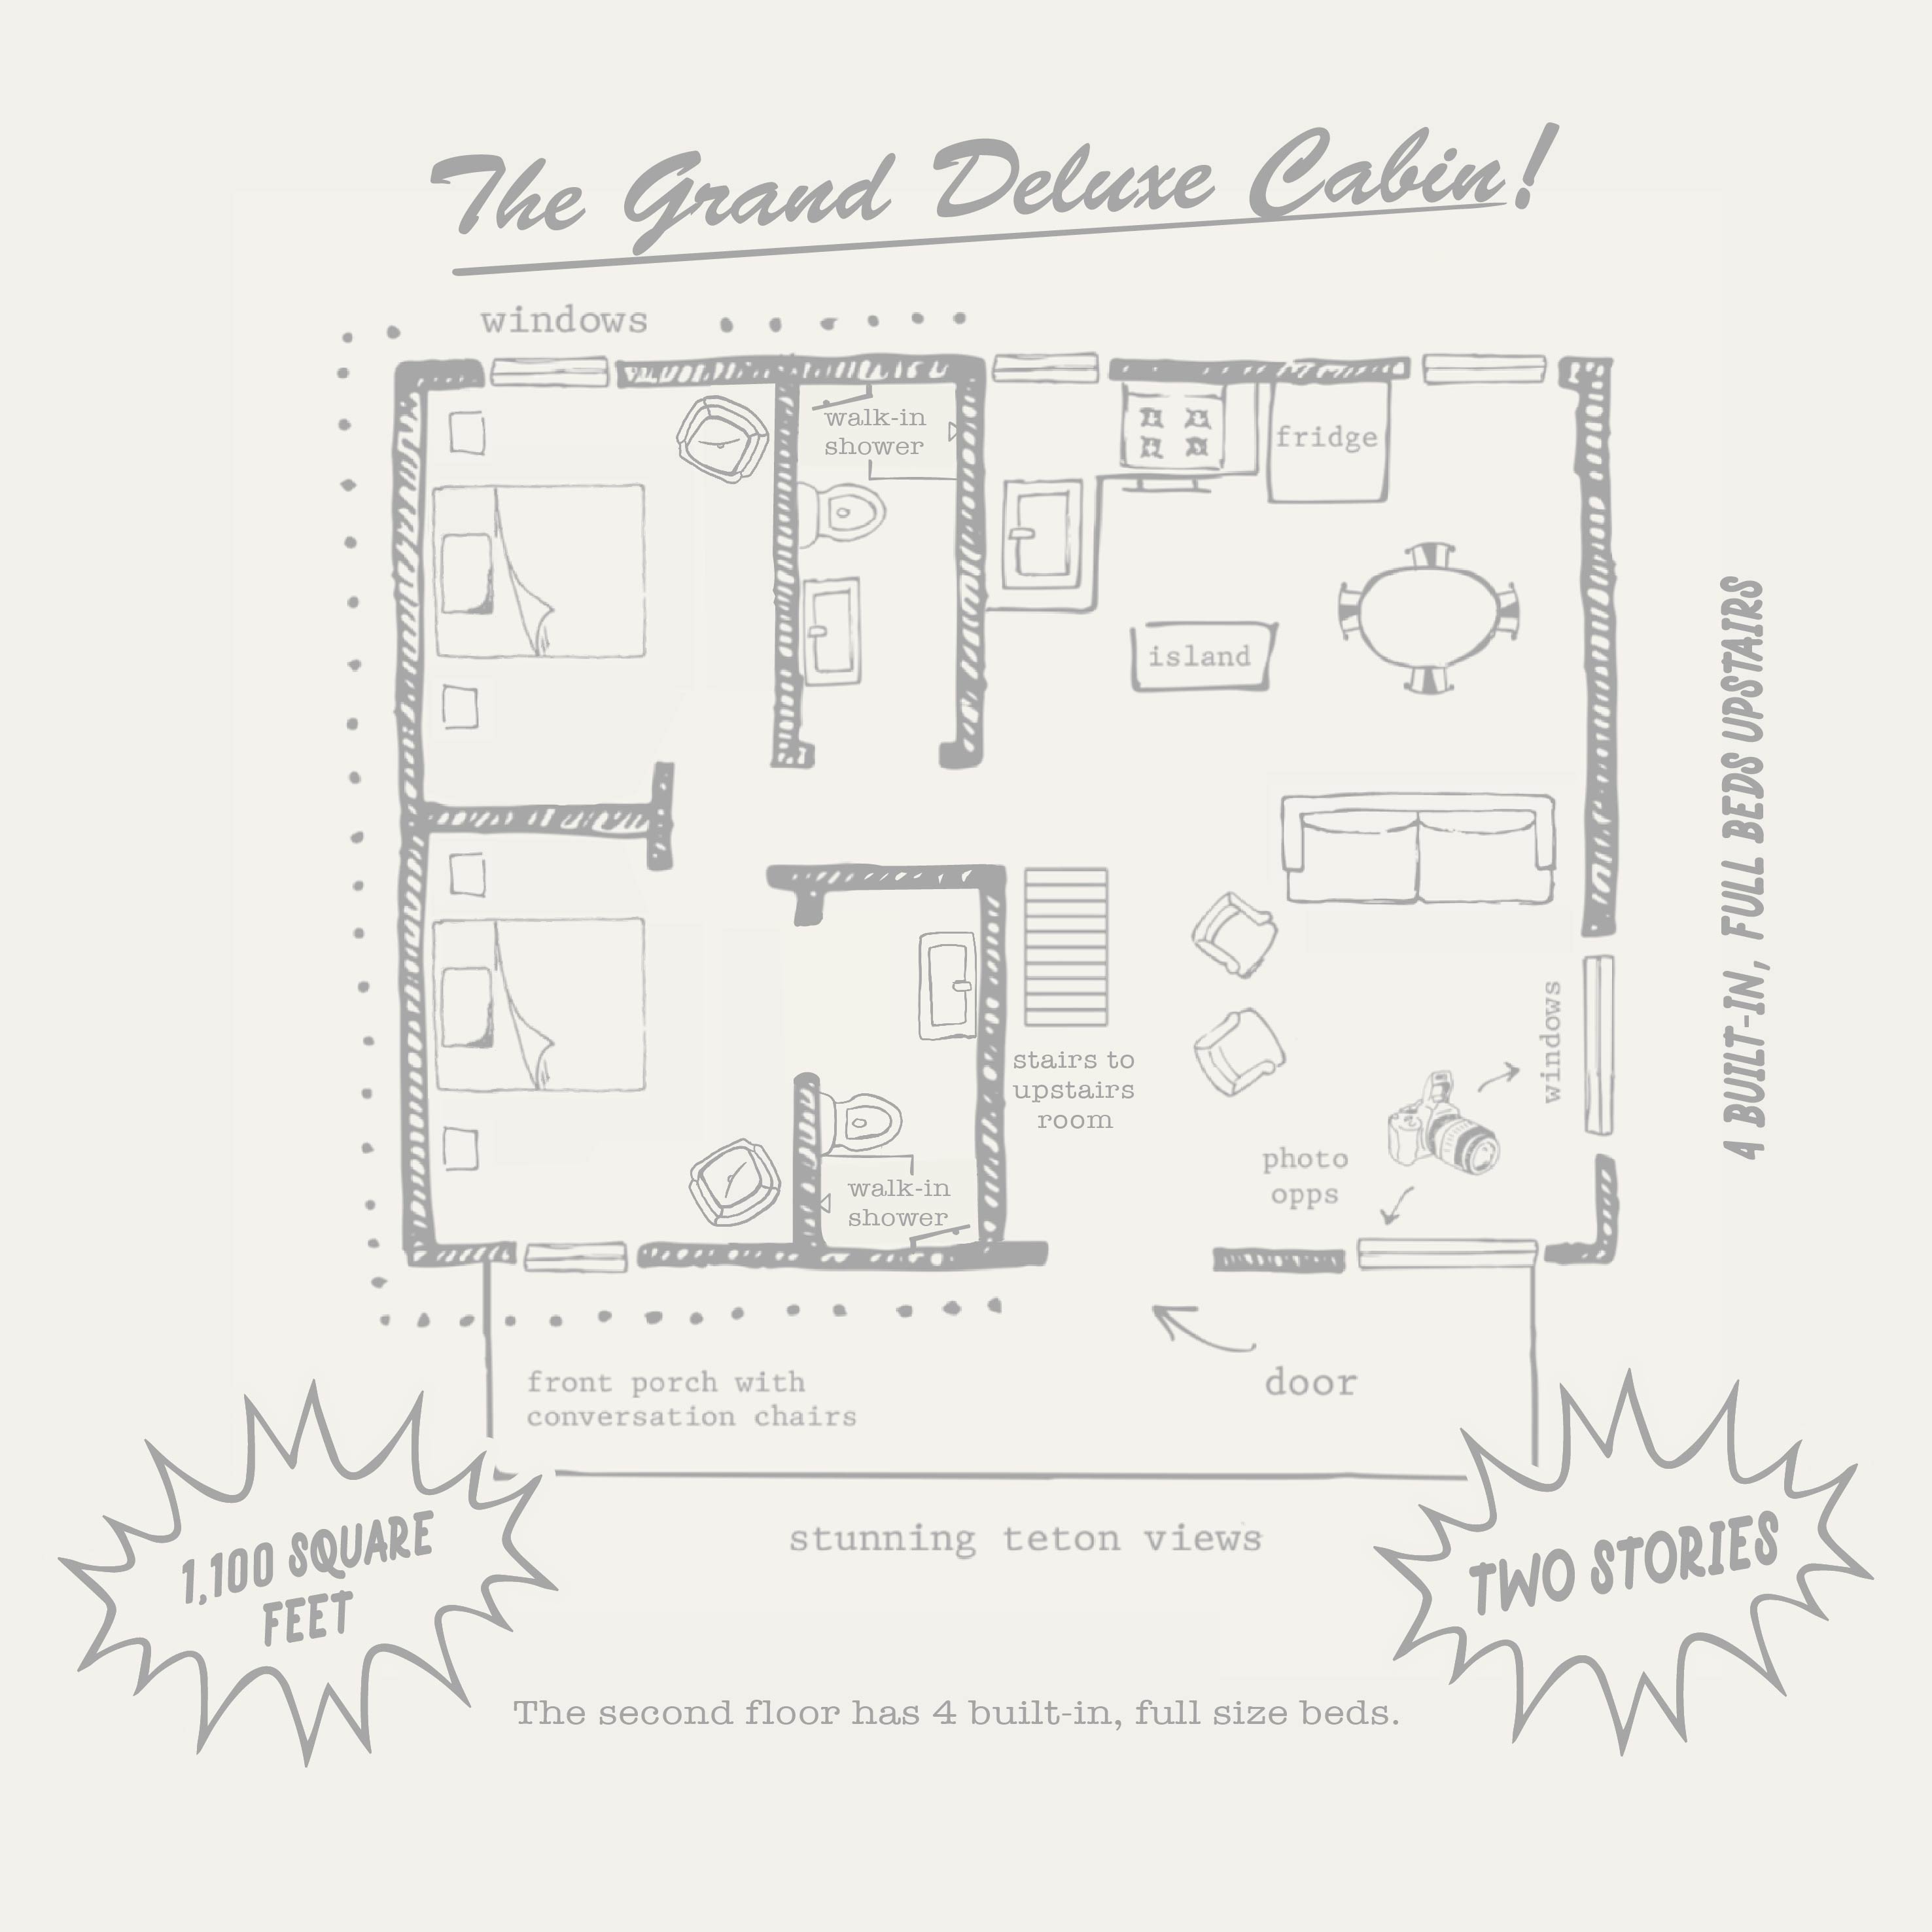 The Grand Deluxe Cabin!
windows
walk-in
shower
fridge
island
A BUILT-IN, FULL BEDS UPSTAIRS
windows
stairs to
upstairs
room
photo
opps
walk-in
shower
door
front porch with
conversation chairs
stunning teton views
1,100 SQUARE
FEET
TWO STORIES
The second floor has 4 built-in, full size beds.